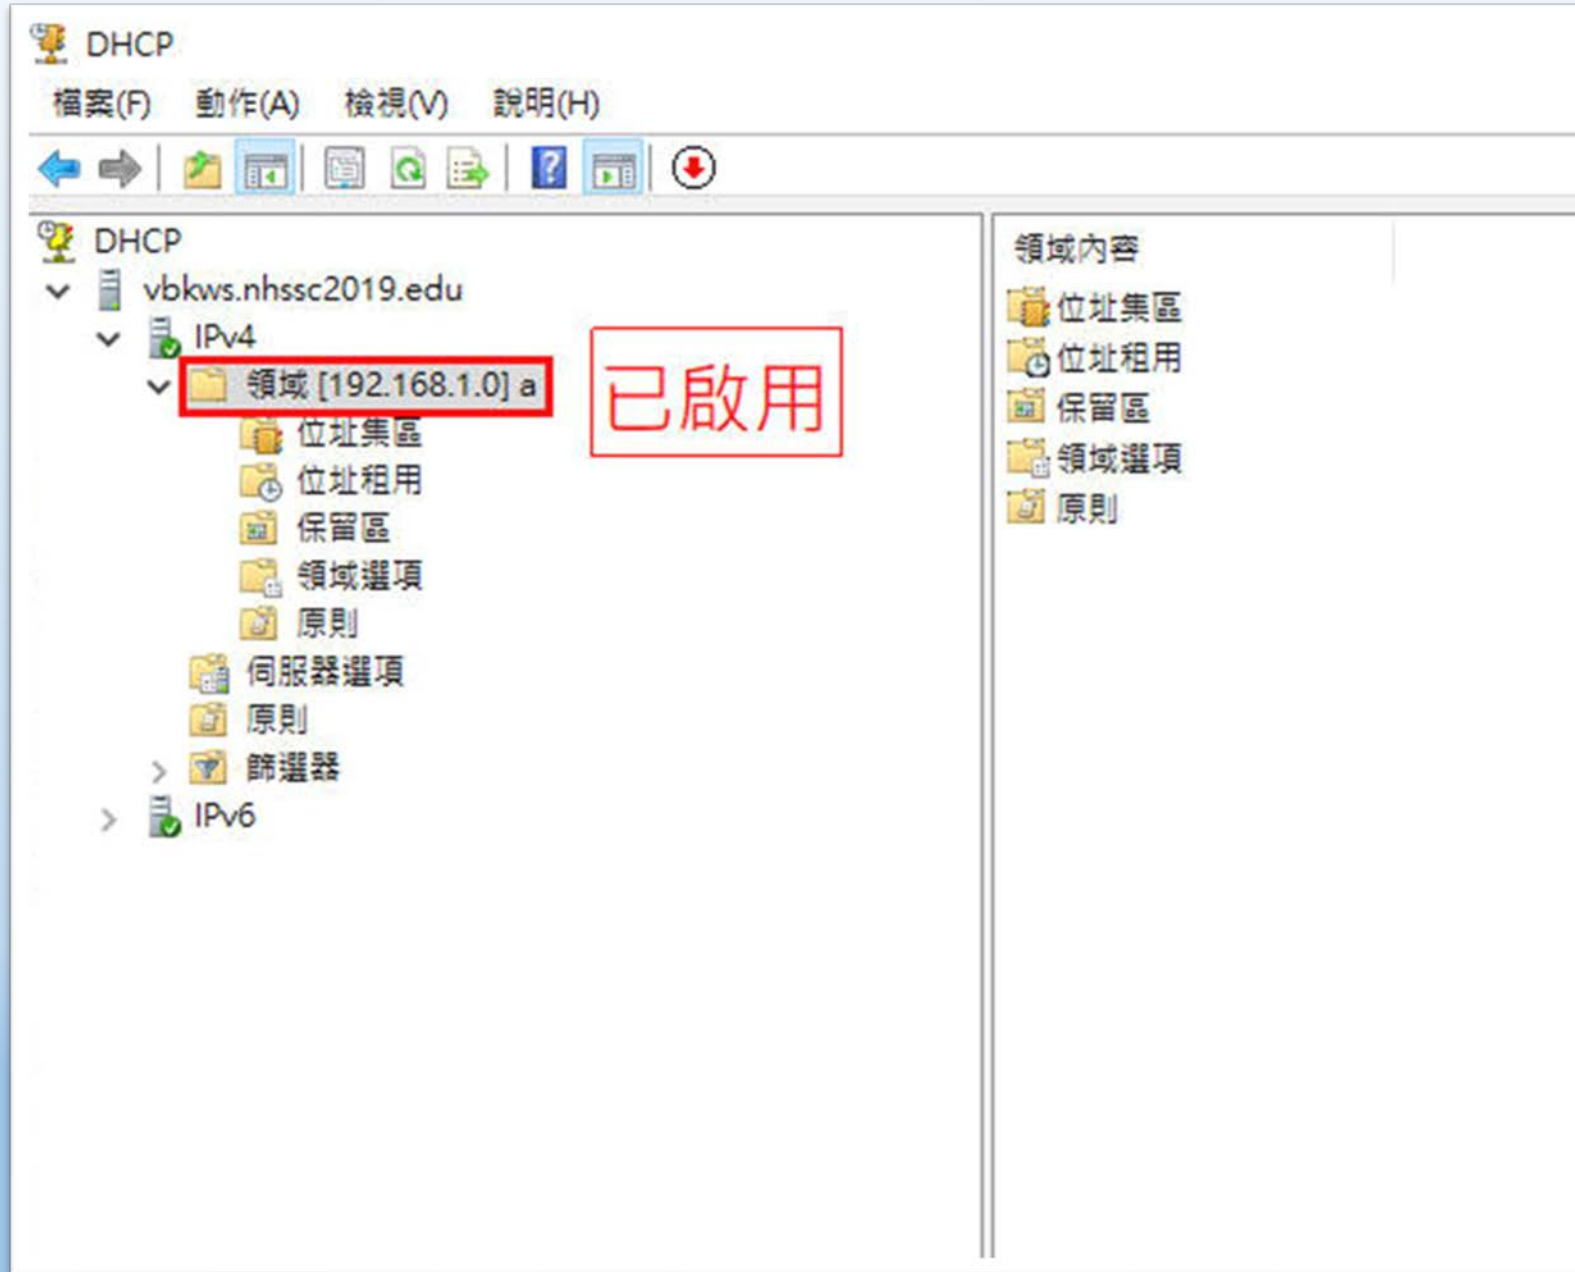 DHCP
檔案(F) 動作(A) 檢視(V) 說明(H)
DHCP
vbkws.nhssc2019.edu
IPv4
領域 [192.168.1.0] a
已啟用
位址集區
位址租用
保留區
領域選項
原則
伺服器選項
原則
篩選器
IPv6
領域內容
位址集區
位址租用
保留區
領域選項
原則